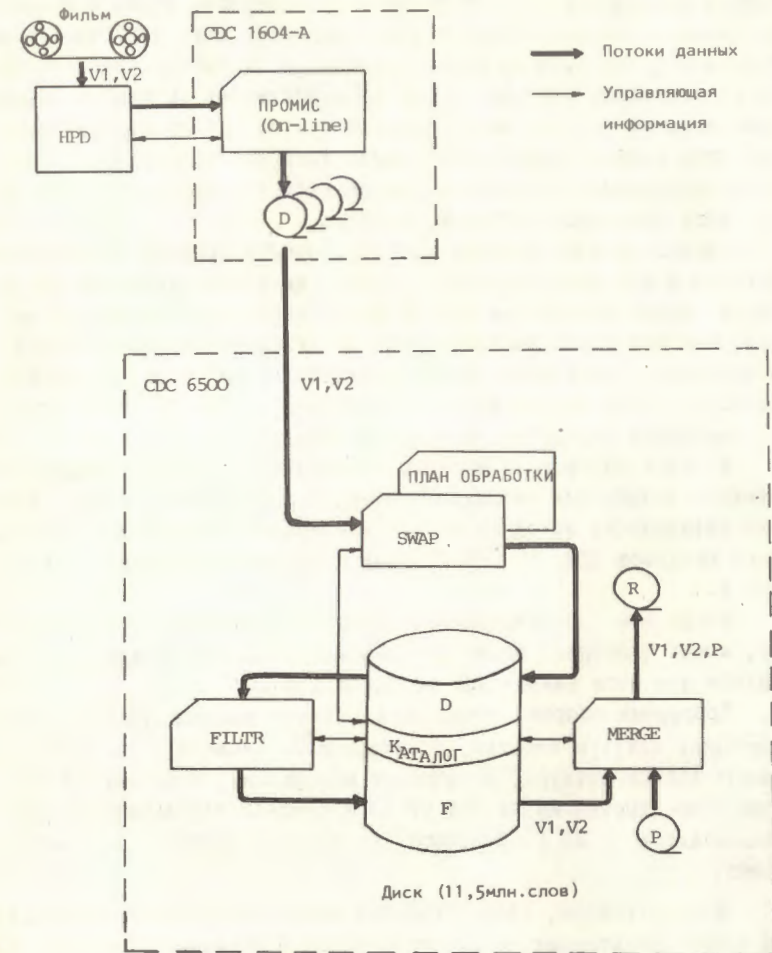 Фильм
CDC 1604-A
V1,V2
HPD
ПРОМИС
(On-line)
D
Потоки данных
Управляющая
информация
CDC 6500
V1,V2
ПЛАН ОБРАБОТКИ
SWAP
R
V1,V2,P
D
FILTR
КАТАЛОГ
MERGE
F
V1,V2
P
Диск (11,5млн.слов)